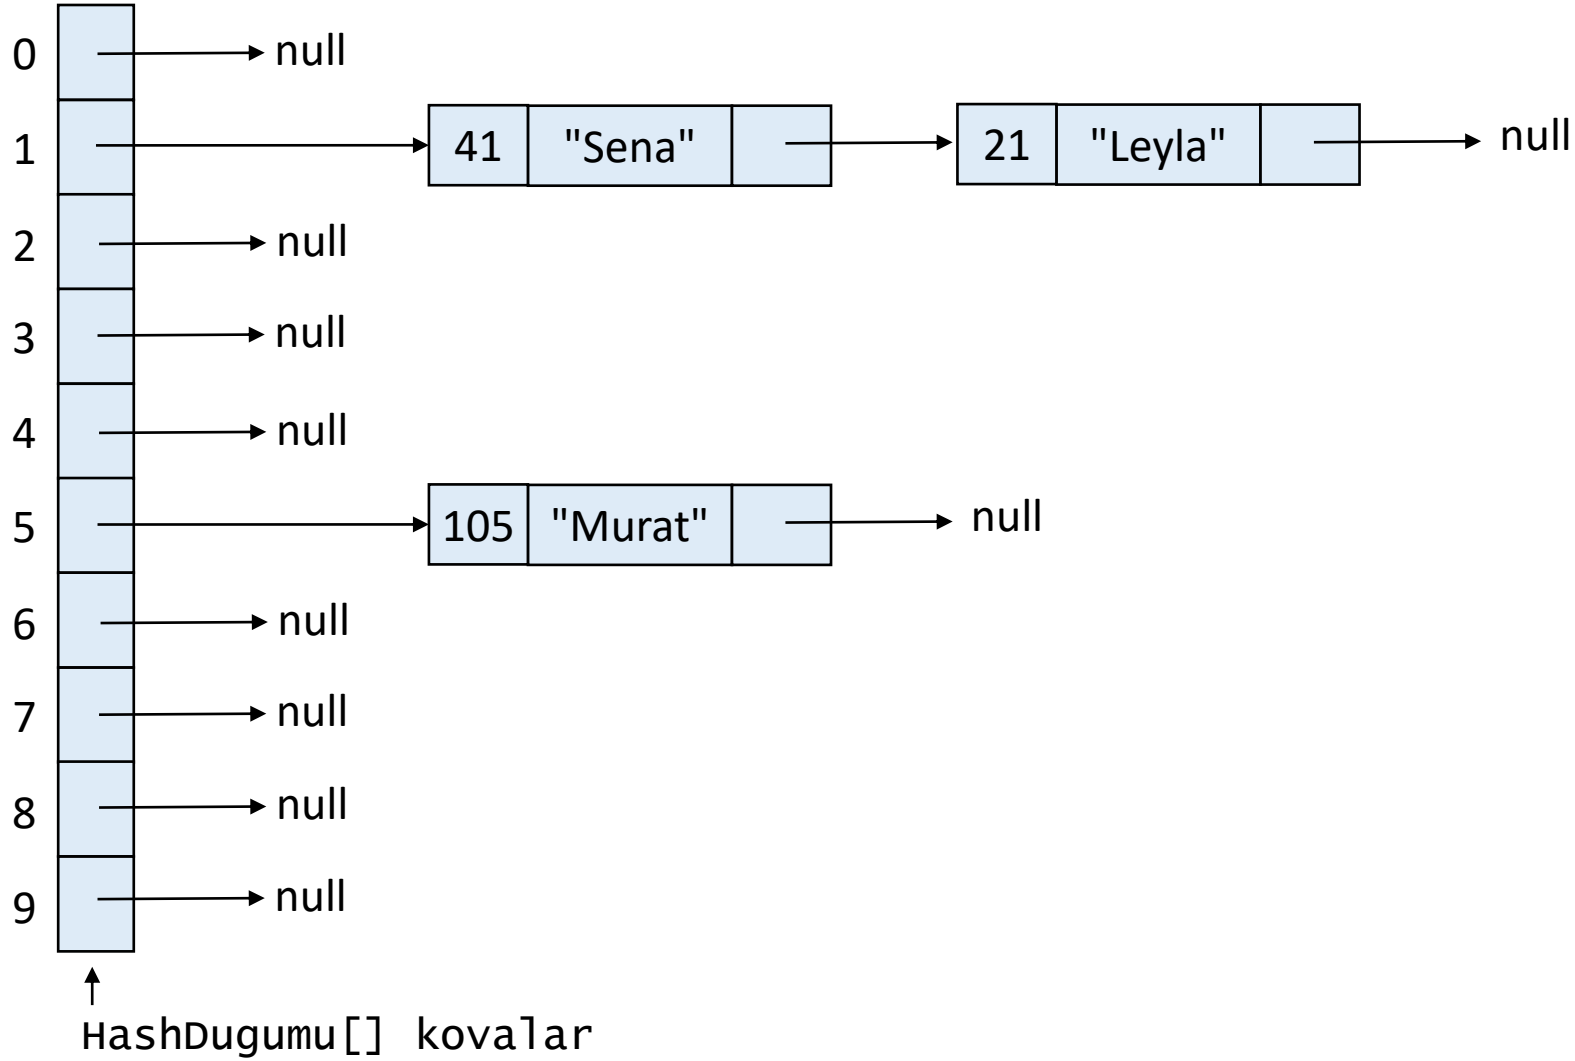 0 null
1 41 "Sena" 21 "Leyla" null
2 null
3 null
4 null
5 105 "Murat" null
6 null
7 null
8 null
9 null
HashDugumu[] kovalar